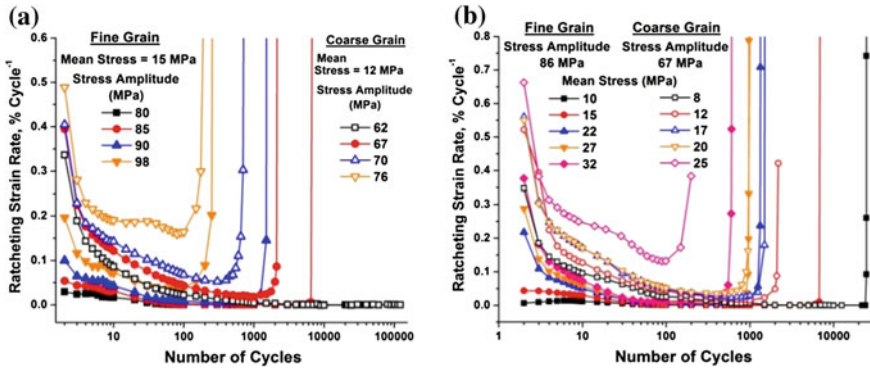 (a)
Fine Grain
Mean Stress = 15 MPa
Stress Amplitude
(MPa)
80
85
90
98
Coarse Grain
Mean
Stress = 12 MPa
Stress Amplitude
(MPa)
62
67
70
76
Ratcheting Strain Rate, % Cycle-1
0.6
0.5
0.4
0.3
0.2
0.1
0.0
10
100
1000
10000
100000
Number of Cycles
(b)
Fine Grain
Stress Amplitude
86 MPa
Coarse Grain
Stress Amplitude
67 MPa
Mean Stress (MPa)
10
15
22
27
32
8
12
17
20
25
Ratcheting Strain Rate, % Cycle-1
0.8
0.7
0.6
0.5
0.4
0.3
0.2
0.1
0.0
1
10
100
1000
10000
Number of Cycles